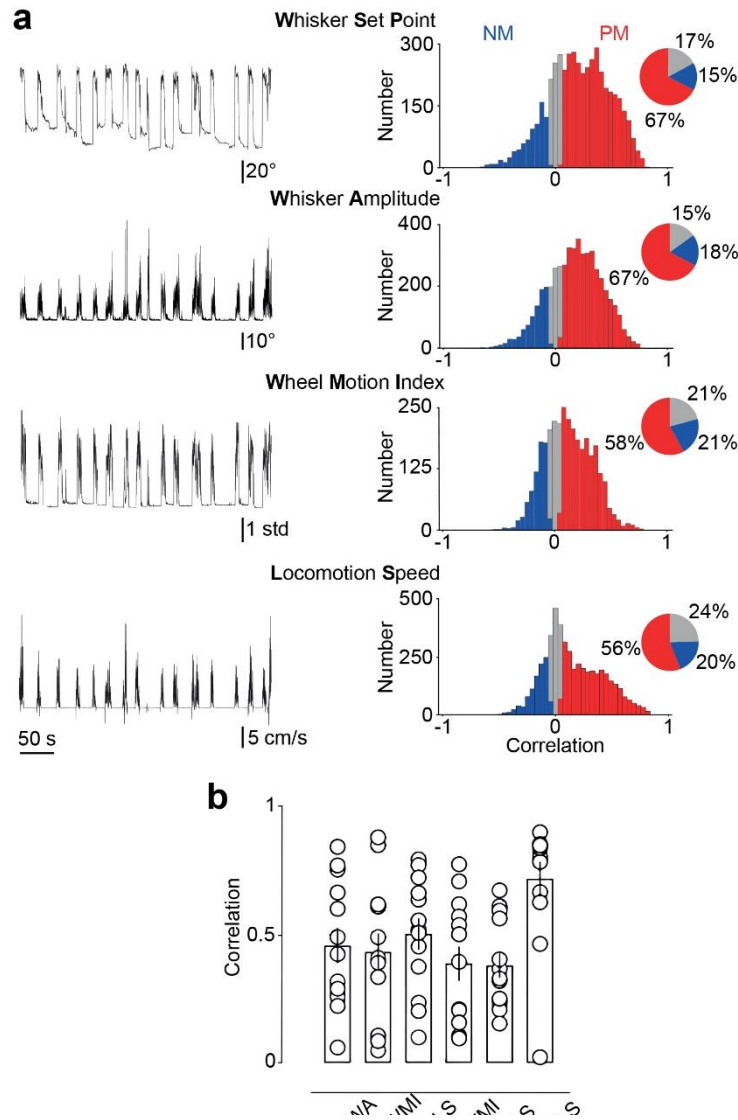 a
Whisker Set Point
NM
PM
300
150
0
Number
-1
0
1
17%
15%
67%
20°
Whisker Amplitude
400
200
0
Number
-1
0
1
15%
18%
67%
10°
Wheel Motion Index
250
125
0
Number
-1
0
1
21%
21%
58%
1 std
Locomotion Speed
500
250
0
Number
-1
0
1
Correlation
24%
20%
56%
50 s
5 cm/s
b
Correlation
1
0.5
0